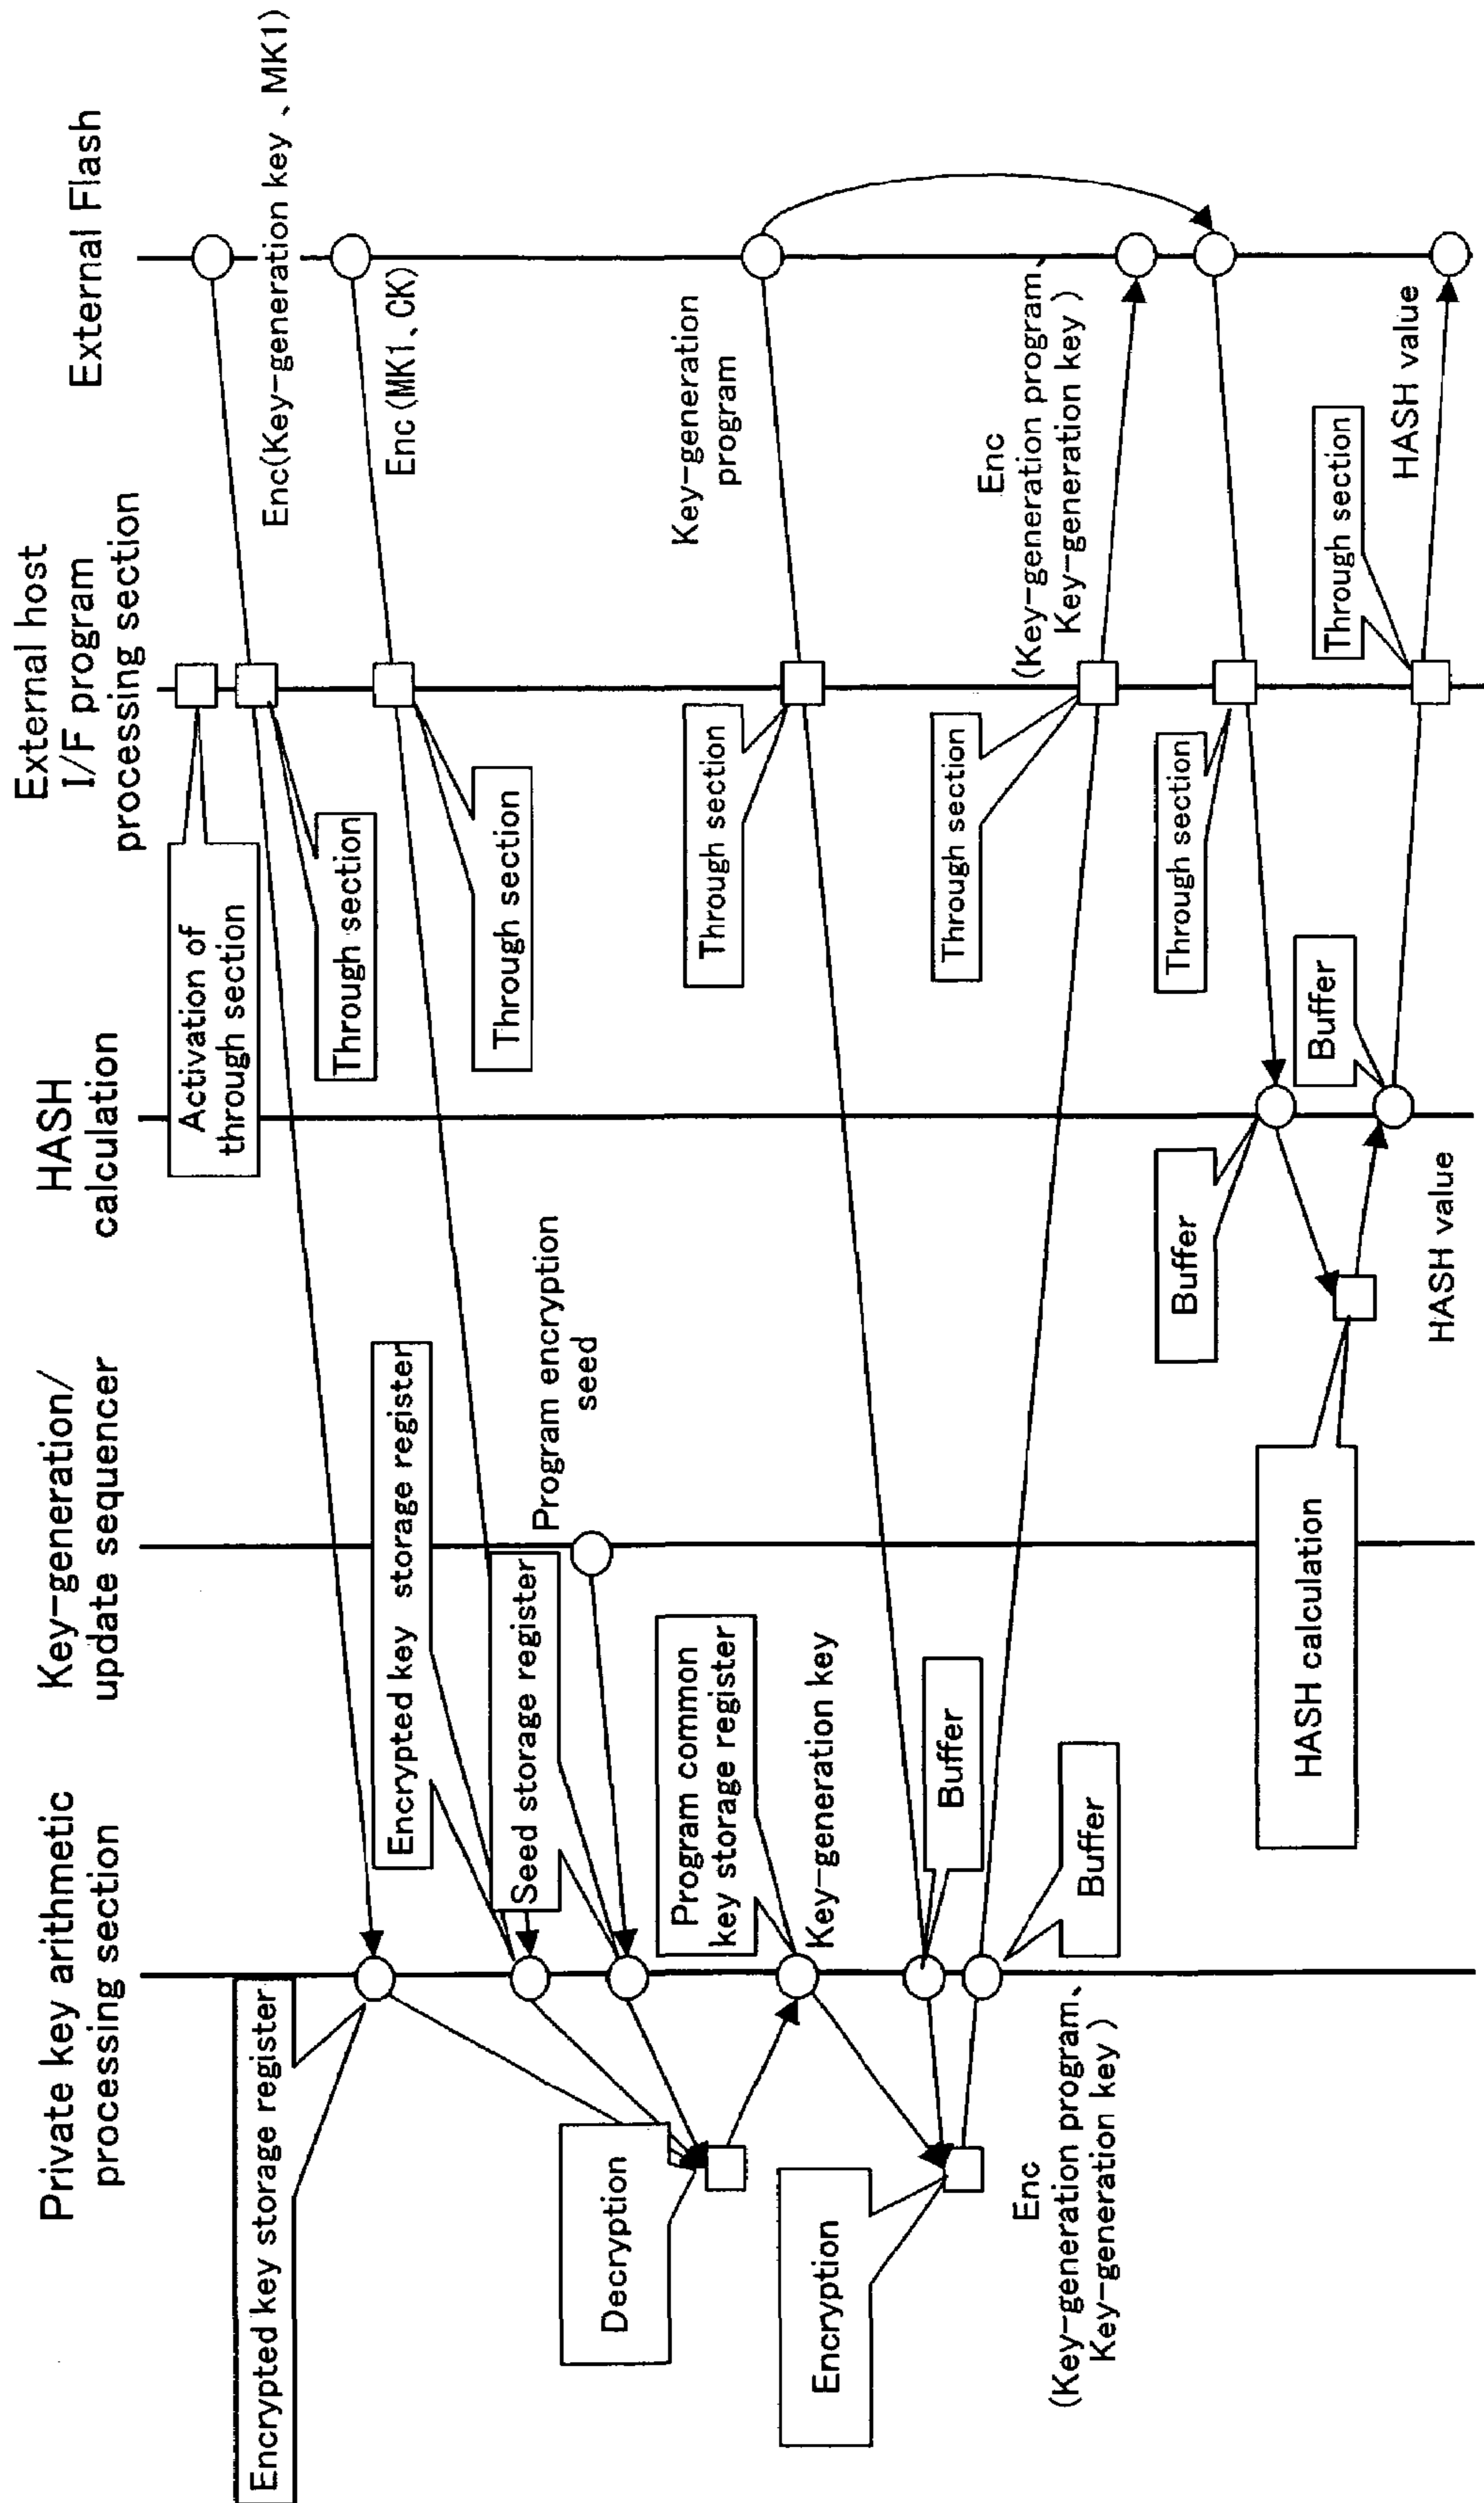 Private key arithmetic
processing section
Key-generation/
update sequencer
HASH
calculation
External host
I/F program
processing section
External Flash
Activation of
through section
Enc(Key-generation key、MK1)
Through section
Encrypted key storage register
Enc(MK1、CK)
Through section
Encrypted key storage register
Program encryption
seed
Seed storage register
Decryption
Program common
key storage register
Key-generation key
Key-generation
program
Through section
Buffer
Encryption
Buffer
Enc
(Key-generation program、
Key-generation key)
Through section
Enc
(Key-generation program、
Key-generation key)
Through section
Buffer
HASH calculation
HASH value
Buffer
Through section
HASH value